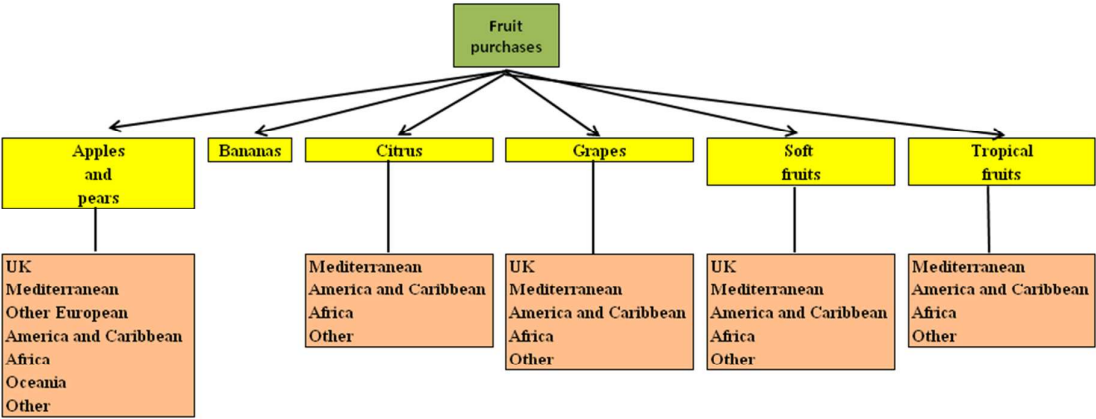 Fruit
purchases
Apples
and
pears
Bananas
Citrus
Grapes
Soft
fruits
Tropical
fruits
UK
Mediterranean
Other European
America and Caribbean
Africa
Oceania
Other
Mediterranean
America and Caribbean
Africa
Other
UK
Mediterranean
America and Caribbean
Africa
Other
UK
Mediterranean
America and Caribbean
Africa
Other
Mediterranean
America and Caribbean
Africa
Other